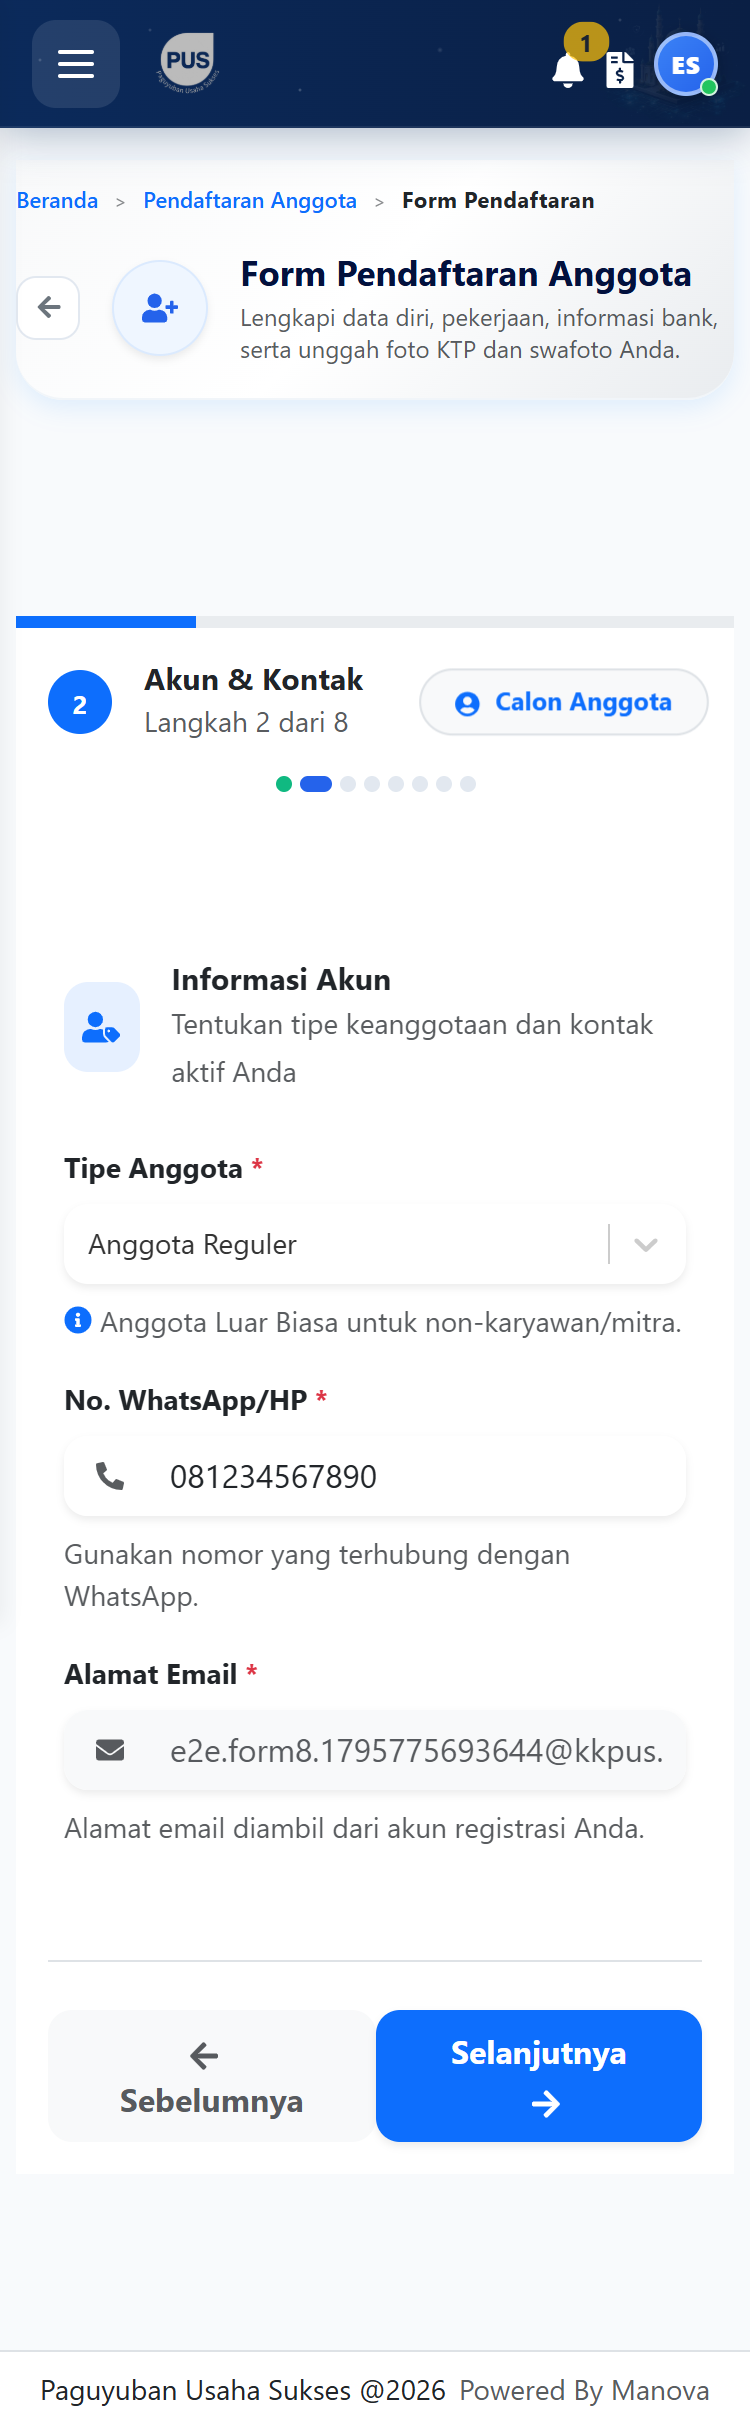 PUS
Paguyuban Usaha Sukses
1
ES
Beranda > Pendaftaran Anggota > Form Pendaftaran
Form Pendaftaran Anggota
Lengkapi data diri, pekerjaan, informasi bank,
serta unggah foto KTP dan swafoto Anda.
2
Akun & Kontak
Langkah 2 dari 8
Calon Anggota
Informasi Akun
Tentukan tipe keanggotaan dan kontak
aktif Anda
Tipe Anggota *
Anggota Reguler
Anggota Luar Biasa untuk non-karyawan/mitra.
No. WhatsApp/HP *
081234567890
Gunakan nomor yang terhubung dengan
WhatsApp.
Alamat Email *
e2e.form8.1795775693644@kkpus.
Alamat email diambil dari akun registrasi Anda.
Sebelumnya
Selanjutnya
Paguyuban Usaha Sukses @2026 Powered By Manova